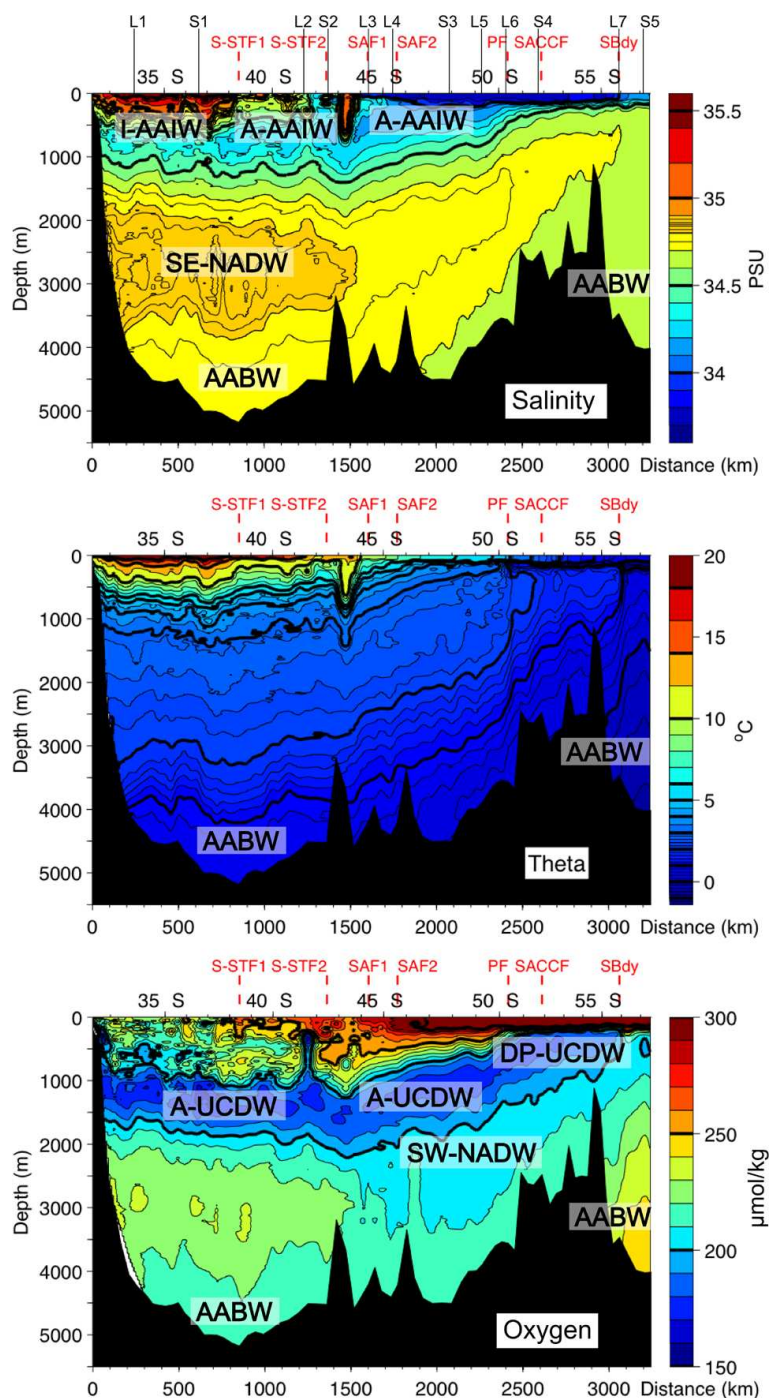 L1 S1 L2 S2 L3 L4 S3 L5 L6 S4 L7 S5
S-STF1 S-STF2 SAF1 SAF2 PF SACCF SBdy
35 S 40 S 45 S 50 S 55 S
0
1000
2000
3000
4000
5000
Depth (m)
I-AAIW A-AAIW A-AAIW
SE-NADW
AABW
AABW
Salinity
35.5
35
34.5
34
PSU
0 500 1000 1500 2000 2500 3000 Distance (km)
S-STF1 S-STF2 SAF1 SAF2 PF SACCF SBdy
35 S 40 S 45 S 50 S 55 S
0
1000
2000
3000
4000
5000
Depth (m)
AABW
AABW
Theta
20
15
10
5
0
ºC
0 500 1000 1500 2000 2500 3000 Distance (km)
S-STF1 S-STF2 SAF1 SAF2 PF SACCF SBdy
35 S 40 S 45 S 50 S 55 S
0
1000
2000
3000
4000
5000
Depth (m)
DP-UCDW
A-UCDW A-UCDW
SW-NADW
AABW
AABW
Oxygen
300
250
200
150
µmol/kg
0 500 1000 1500 2000 2500 3000 Distance (km)